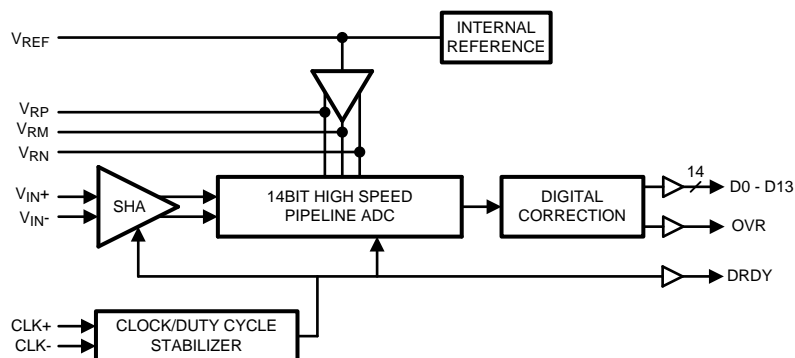 INTERNAL
REFERENCE
VREF
VRP
VRM
VRN
VIN+
VIN-
SHA
14BIT HIGH SPEED
PIPELINE ADC
DIGITAL
CORRECTION
14
D0 - D13
OVR
DRDY
CLK+
CLK-
CLOCK/DUTY CYCLE
STABILIZER